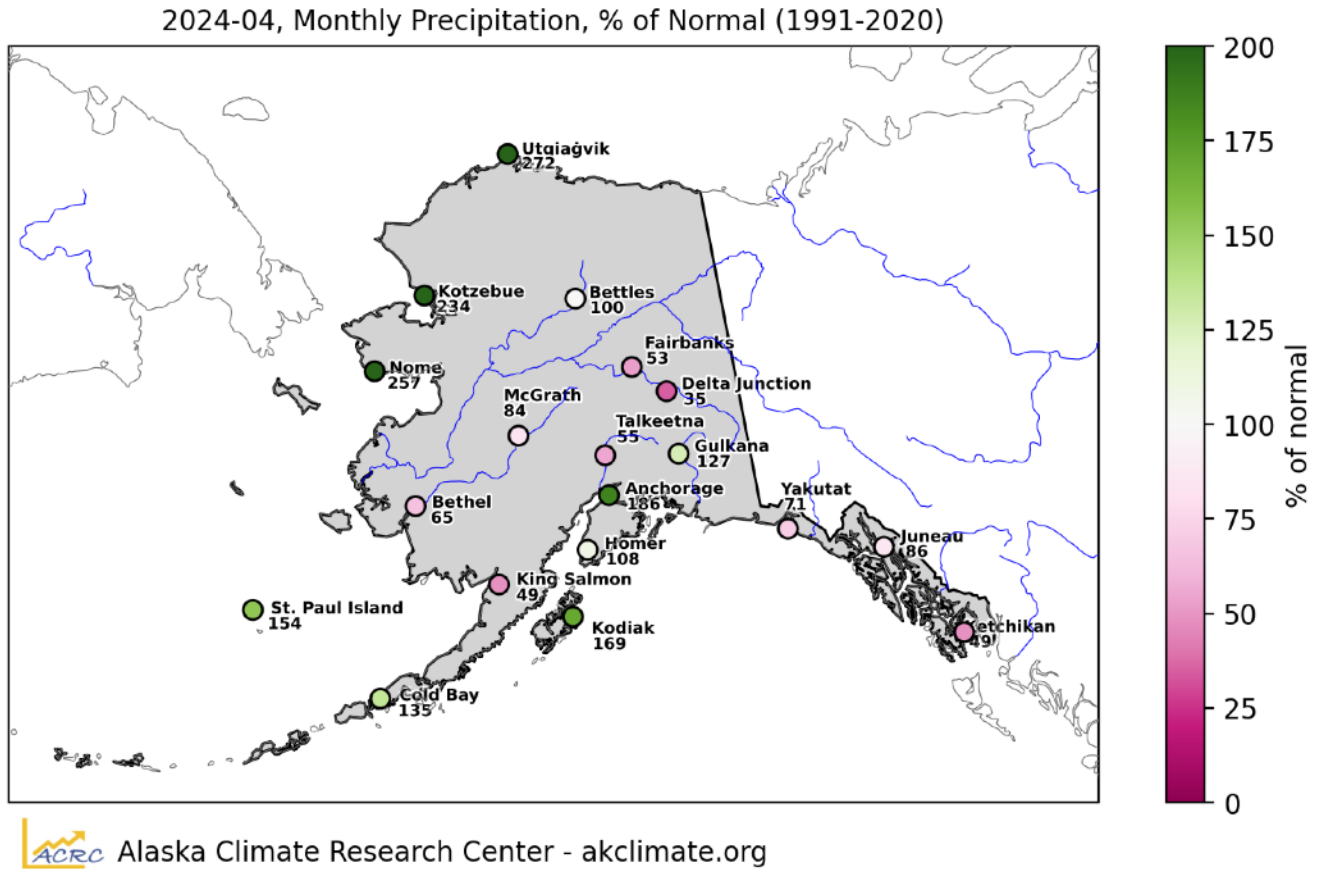 2024-04, Monthly Precipitation, % of Normal (1991-2020)
Utqiaġvik
272
Kotzebue
234
Bettles
100
Nome
257
Fairbanks
53
Delta Junction
35
McGrath
84
Talkeetna
55
Gulkana
127
Anchorage
186
Yakutat
71
Bethel
65
Homer
108
Juneau
86
King Salmon
49
St. Paul Island
154
Kodiak
169
Ketchikan
49
Cold Bay
135
200
175
150
125
100
75
50
25
0
% of normal
ACRC Alaska Climate Research Center - akclimate.org